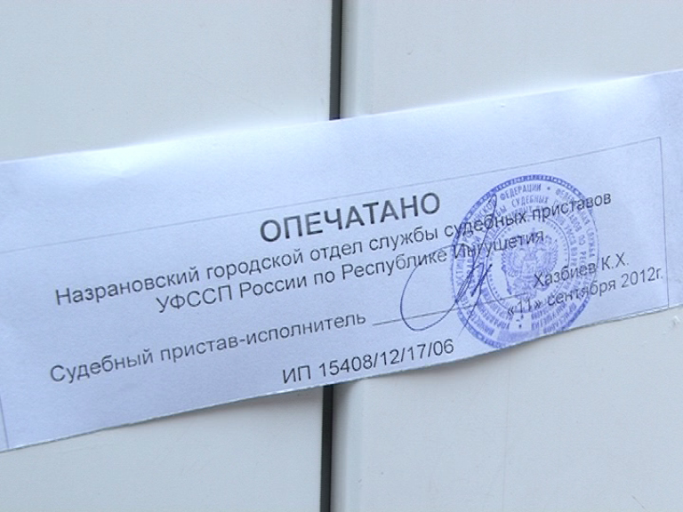 ОПЕЧАТАНО
Назрановский городской отдел службы судебных приставов
УФССП России по Республике Ингушетия
Хазбиев К.Х.
Судебный пристав-исполнитель
«11» сентября 2012г.
ИП 15408/12/17/06